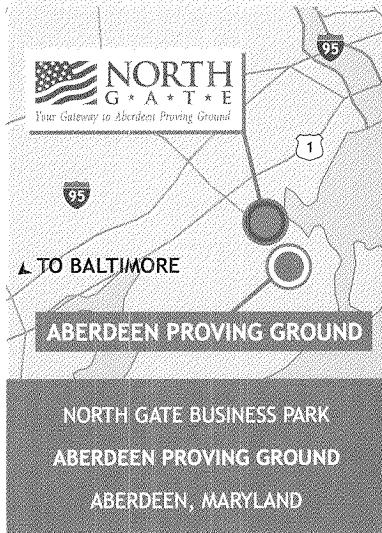 95
NORTH
G★A★T★E
Your Gateway to Aberdeen Proving Ground
1
95
TO BALTIMORE
ABERDEEN PROVING GROUND
NORTH GATE BUSINESS PARK
ABERDEEN PROVING GROUND
ABERDEEN, MARYLAND